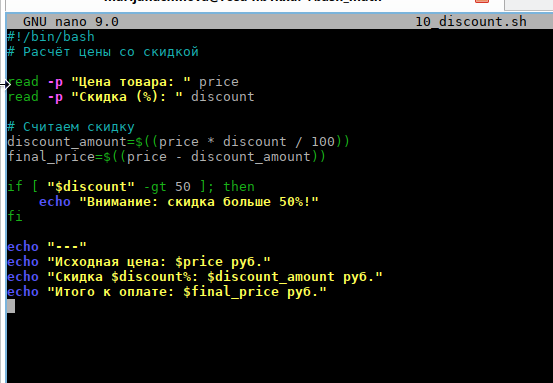 GNU nano 9.0 10_discount.sh
#!/bin/bash
# Расчёт цены со скидкой
read -p "Цена товара: " price
read -p "Скидка (%): " discount
# Считаем скидку
discount_amount=$((price * discount / 100))
final_price=$((price - discount_amount))
if [ "$discount" -gt 50 ]; then
    echo "Внимание: скидка больше 50%!"
fi
echo "---"
echo "Исходная цена: $price руб."
echo "Скидка $discount%: $discount_amount руб."
echo "Итого к оплате: $final_price руб."